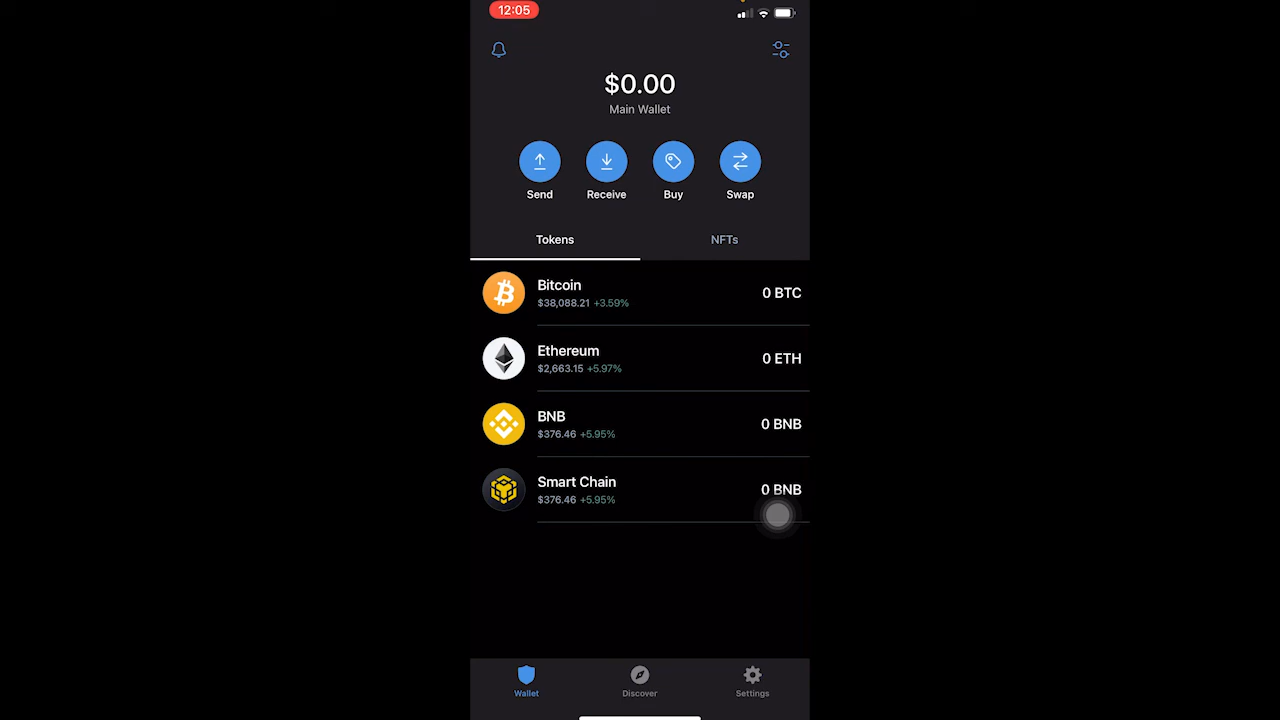 12:05
$0.00
Main Wallet
Send Receive Buy Swap
Tokens NFTs
Bitcoin
$38,088.21 +3.59%
0 BTC
Ethereum
$2,663.15 +5.97%
0 ETH
BNB
$376.46 +5.95%
0 BNB
Smart Chain
$376.46 +5.95%
0 BNB
Wallet Discover Settings